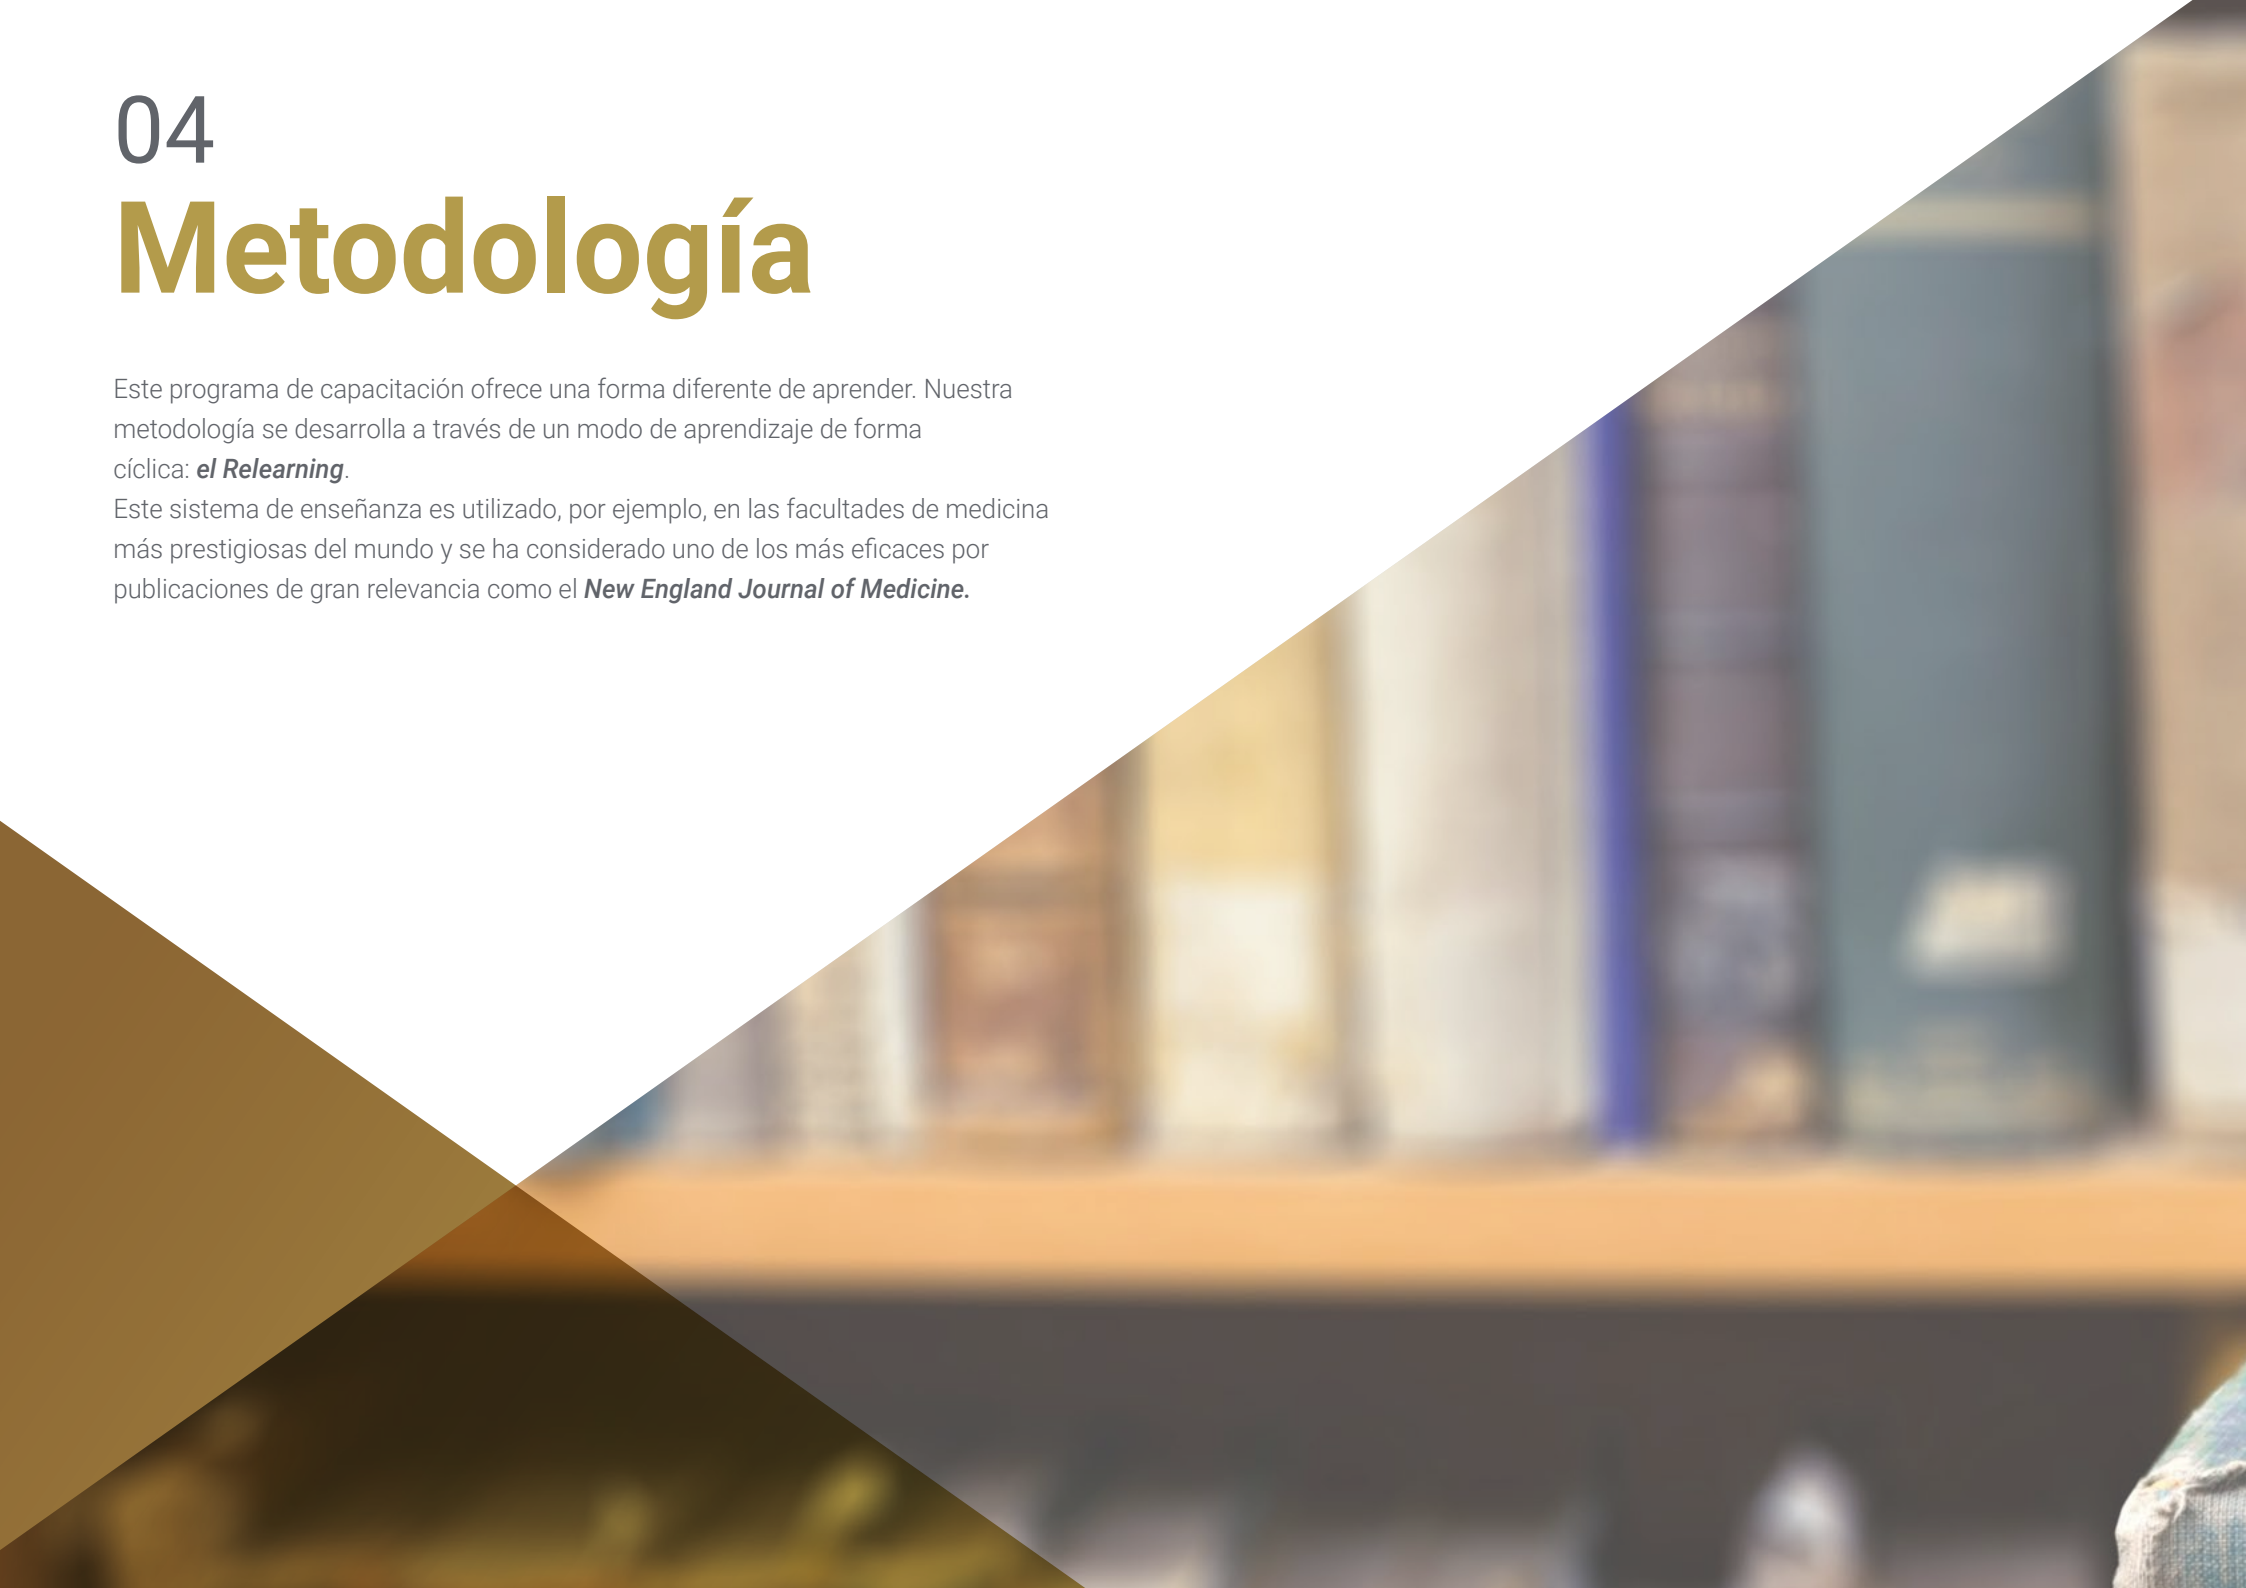 04
Metodología
Este programa de capacitación ofrece una forma diferente de aprender. Nuestra
metodología se desarrolla a través de un modo de aprendizaje de forma
cíclica: el Relearning.
Este sistema de enseñanza es utilizado, por ejemplo, en las facultades de medicina
más prestigiosas del mundo y se ha considerado uno de los más eficaces por
publicaciones de gran relevancia como el New England Journal of Medicine.